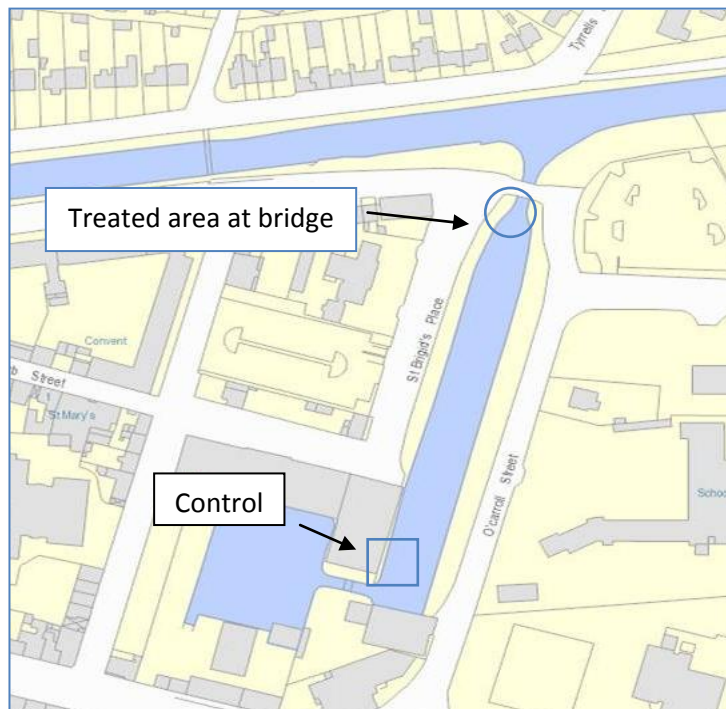 Tyrrells
Treated area at bridge
Convent
St Brigid's Place
Street
St Mary's
Control
O'carroll Street
Schoo